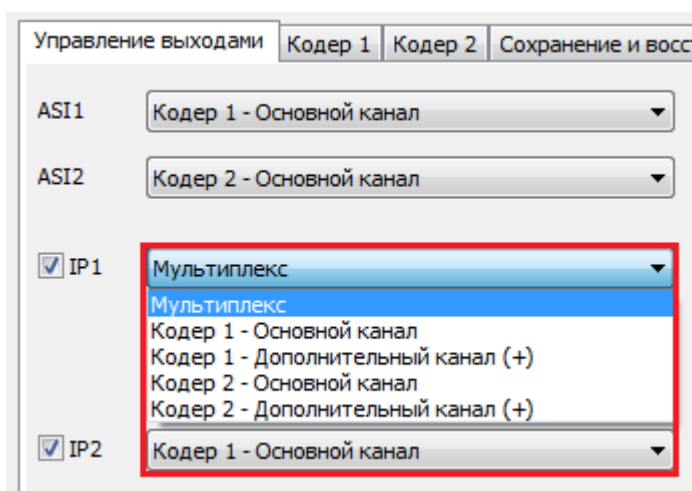 Управление выходами Кодер 1 Кодер 2 Сохранение и восст
ASI1 Кодер 1 - Основной канал
ASI2 Кодер 2 - Основной канал
IP1 Мультиплекс
Мультиплекс
Кодер 1 - Основной канал
Кодер 1 - Дополнительный канал (+)
Кодер 2 - Основной канал
Кодер 2 - Дополнительный канал (+)
IP2 Кодер 1 - Основной канал